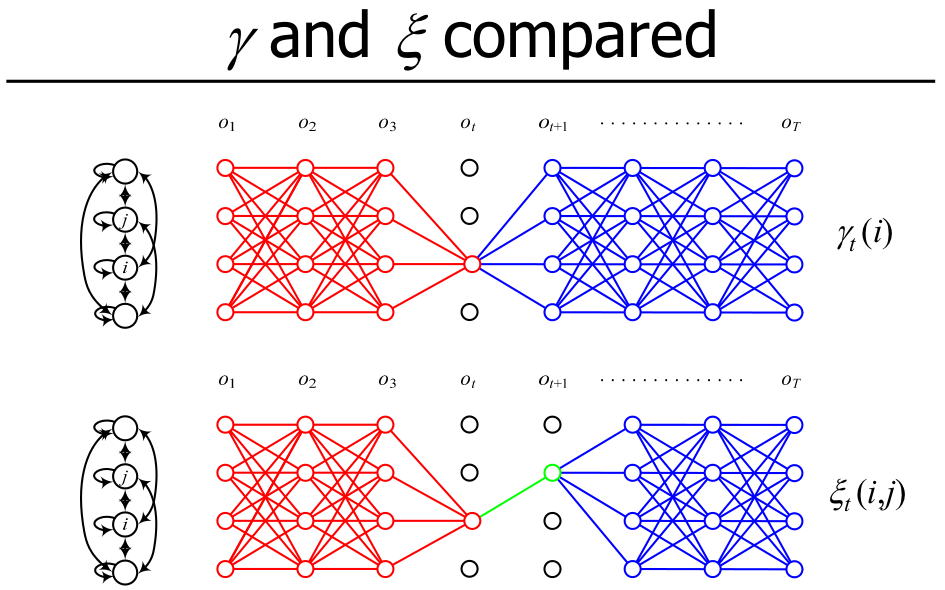 γ and ξ compared
o1 o2 o3 ot ot+1 .............. oT
j
i
γt(i)
o1 o2 o3 ot ot+1 .............. oT
j
i
ξt(i,j)